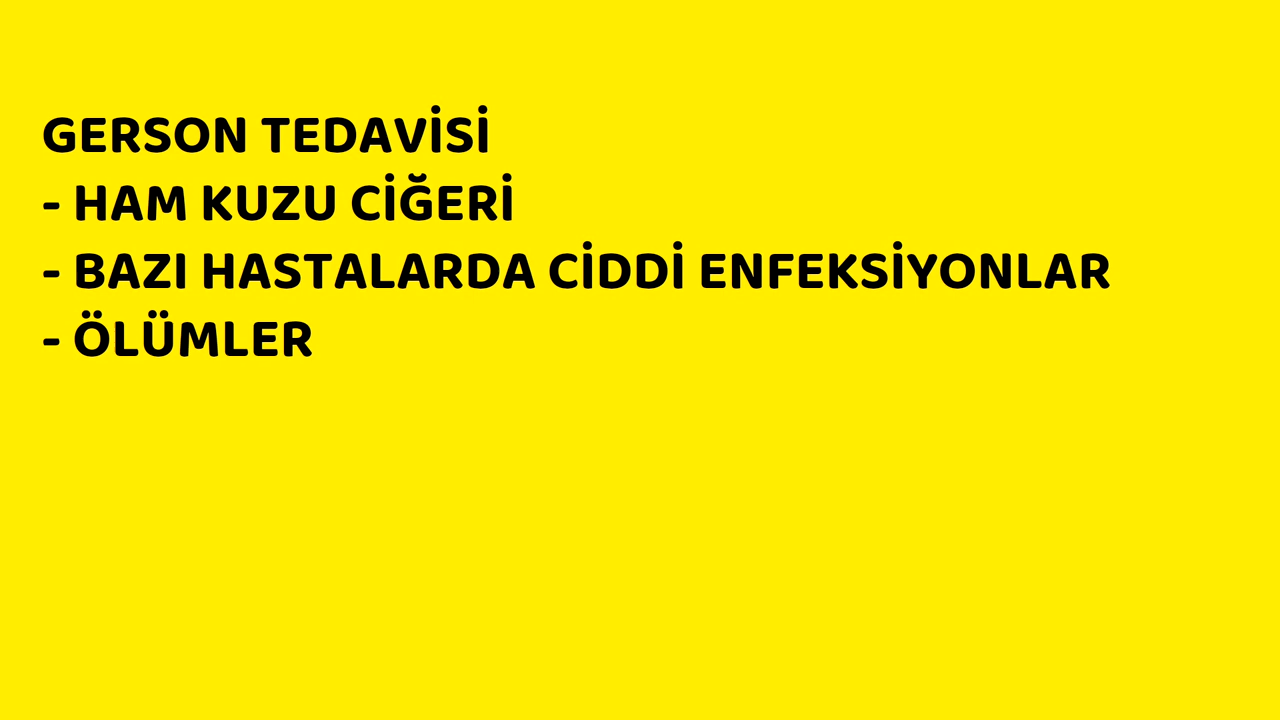 GERSON TEDAVİSİ
- HAM KUZU CİĞERİ
- BAZI HASTALARDA CİDDİ ENFEKSİYONLAR
- ÖLÜMLER